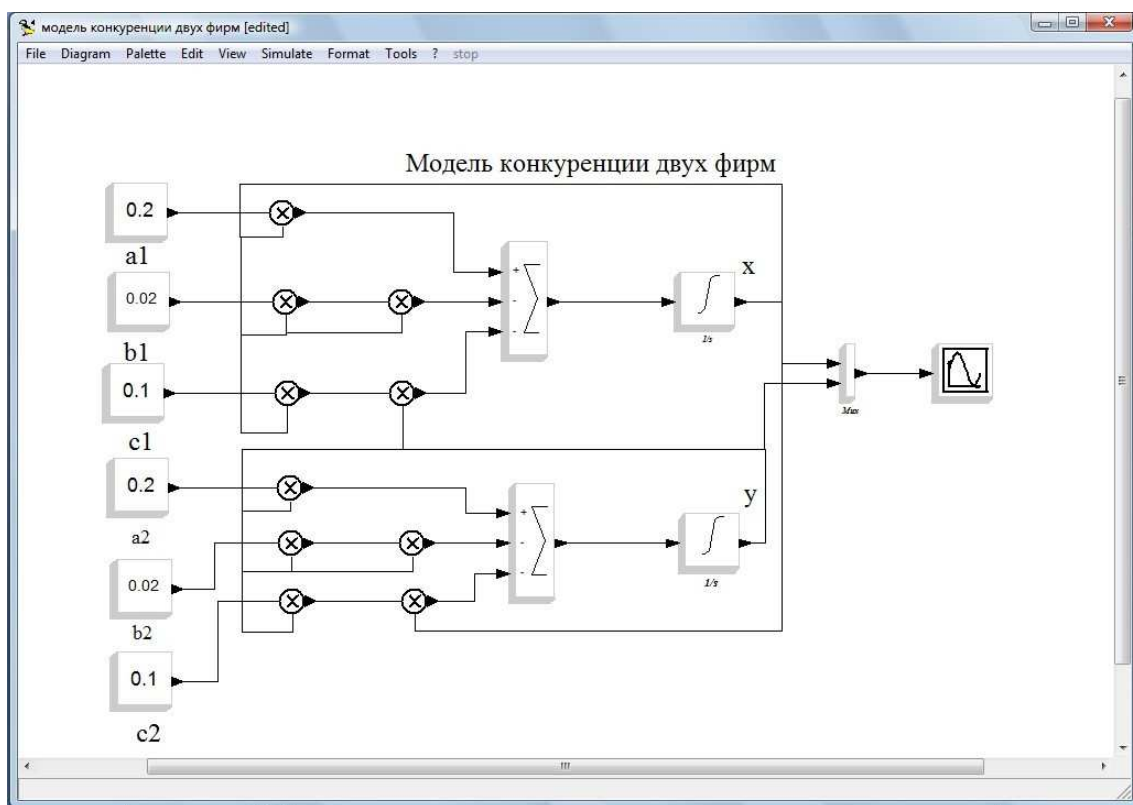 модель конкуренции двух фирм [edited]
File Diagram Palette Edit View Simulate Format Tools ? stop
Модель конкуренции двух фирм
0.2
a1
0.02
b1
0.1
c1
+
-
-
1/s
x
Mux
0.2
a2
0.02
b2
0.1
c2
+
-
-
1/s
y